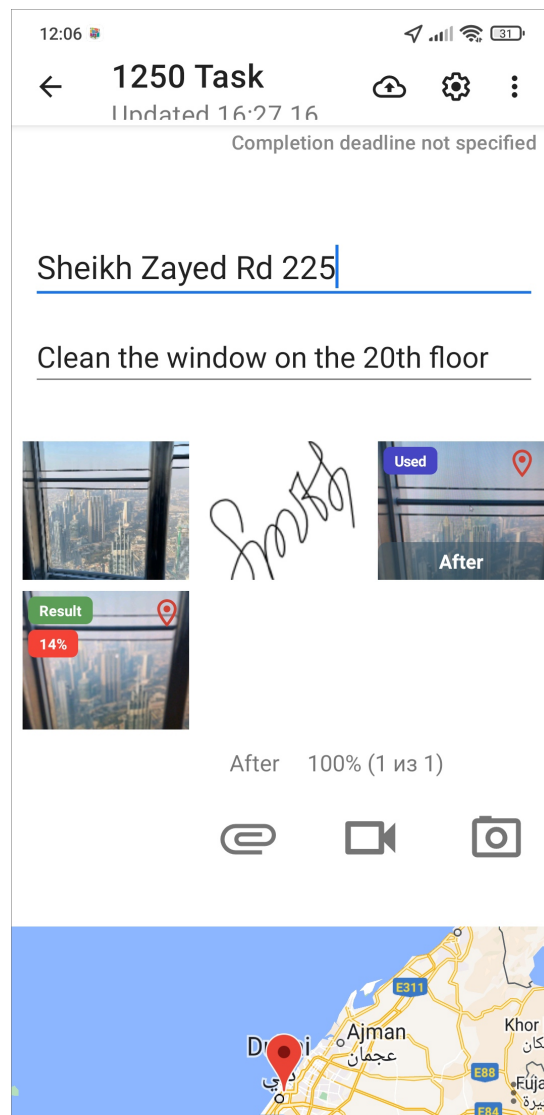 12:06
31
1250 Task
Updated 16:27 16
Completion deadline not specified
Sheikh Zayed Rd 225
Clean the window on the 20th floor
Used
After
Result
14%
After 100% (1 из 1)
E311
Ajman
عجمان
Khor
E88
E84